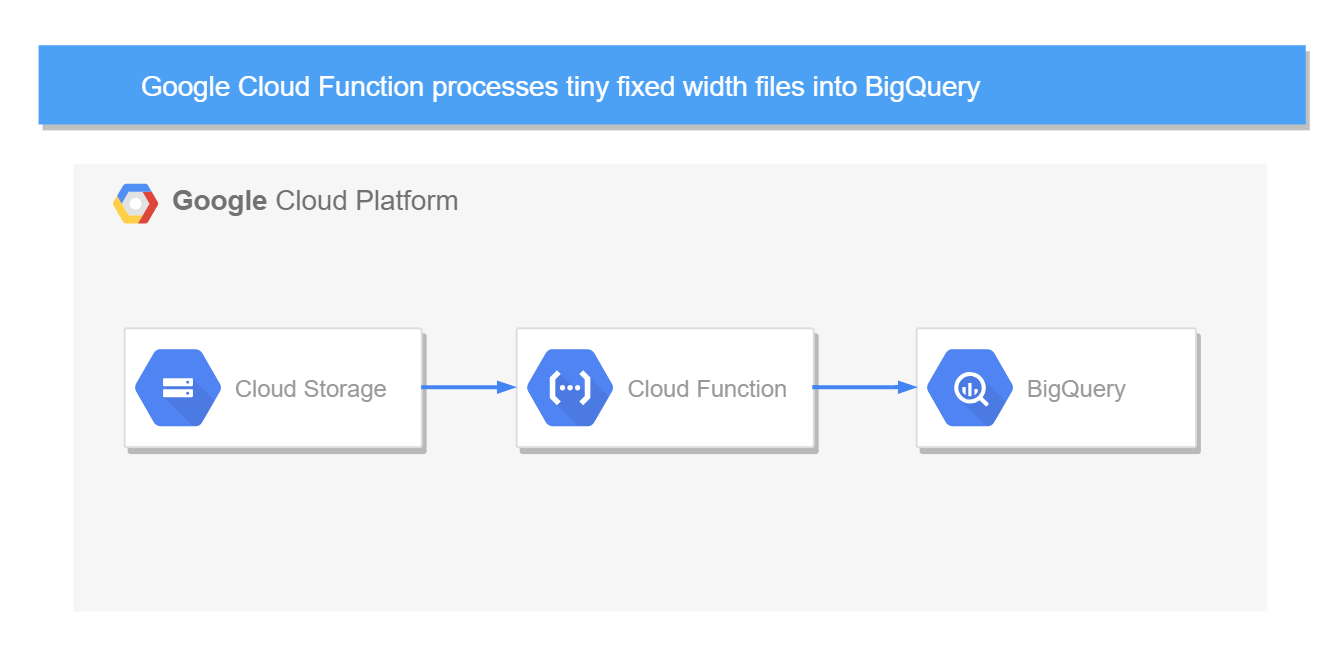 Google Cloud Function processes tiny fixed width files into BigQuery
Google Cloud Platform
Cloud Storage
Cloud Function
BigQuery